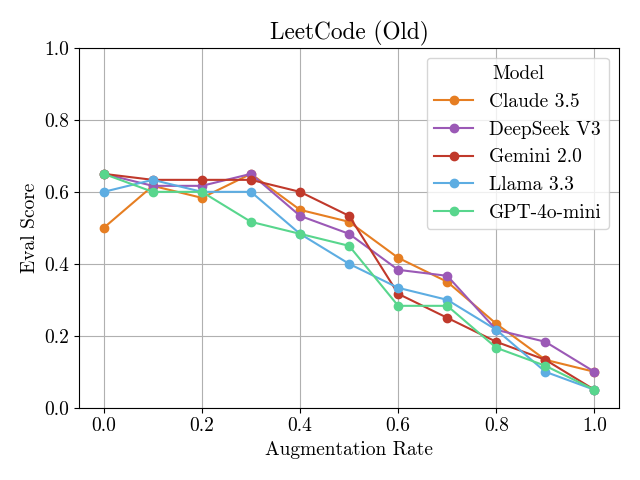 LeetCode (Old)
1.0
0.8
0.6
0.4
0.2
0.0
Eval Score
Model
Claude 3.5
DeepSeek V3
Gemini 2.0
Llama 3.3
GPT-4o-mini
0.0 0.2 0.4 0.6 0.8 1.0
Augmentation Rate